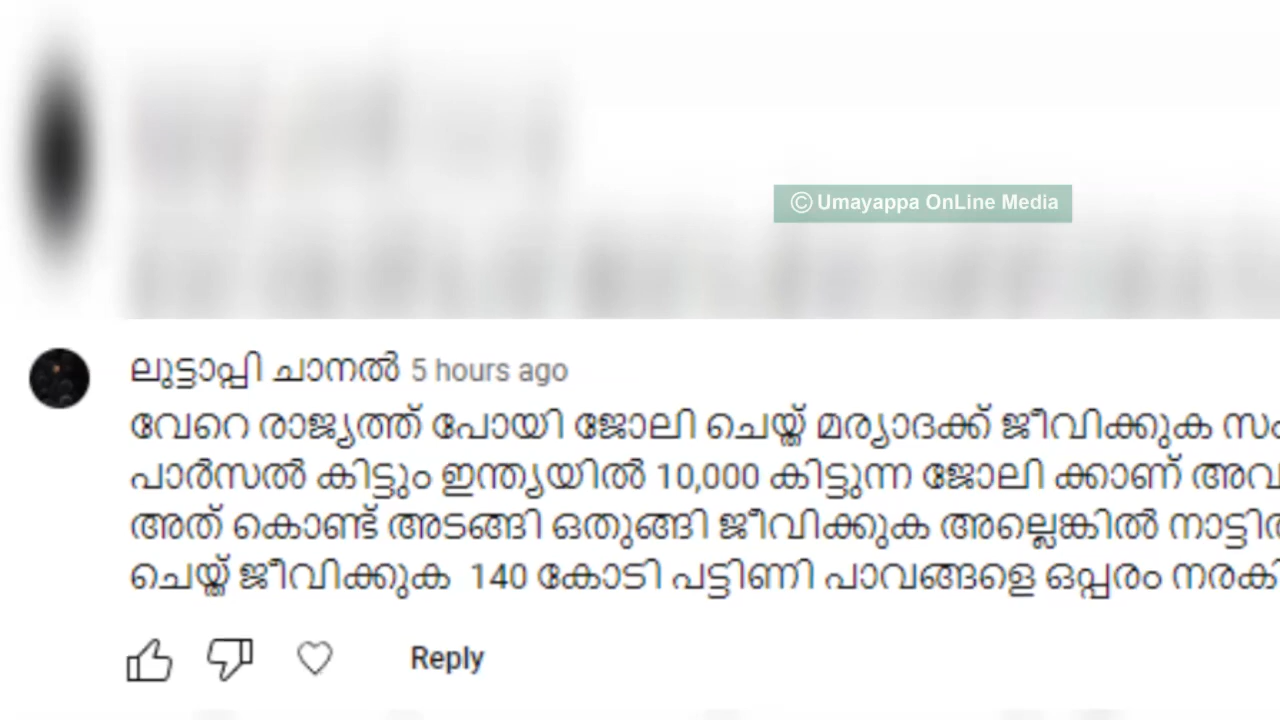 © Umayappa OnLine Media
ലുട്ടാപ്പി ചാനൽ 5 hours ago
വേറെ രാജ്യത്ത് പോയി ജോലി ചെയ്ത് മര്യാദക്ക് ജീവിക്കുക
പാർസൽ കിട്ടും ഇന്ത്യയിൽ 10,000 കിട്ടുന്ന ജോലി ക്കാണ്
അത് കൊണ്ട് അടങ്ങി ഒതുങ്ങി ജീവിക്കുക അല്ലെങ്കിൽ
ചെയ്ത് ജീവിക്കുക 140 കോടി പട്ടിണി പാവങ്ങളെ ഒപ്പരം
Reply